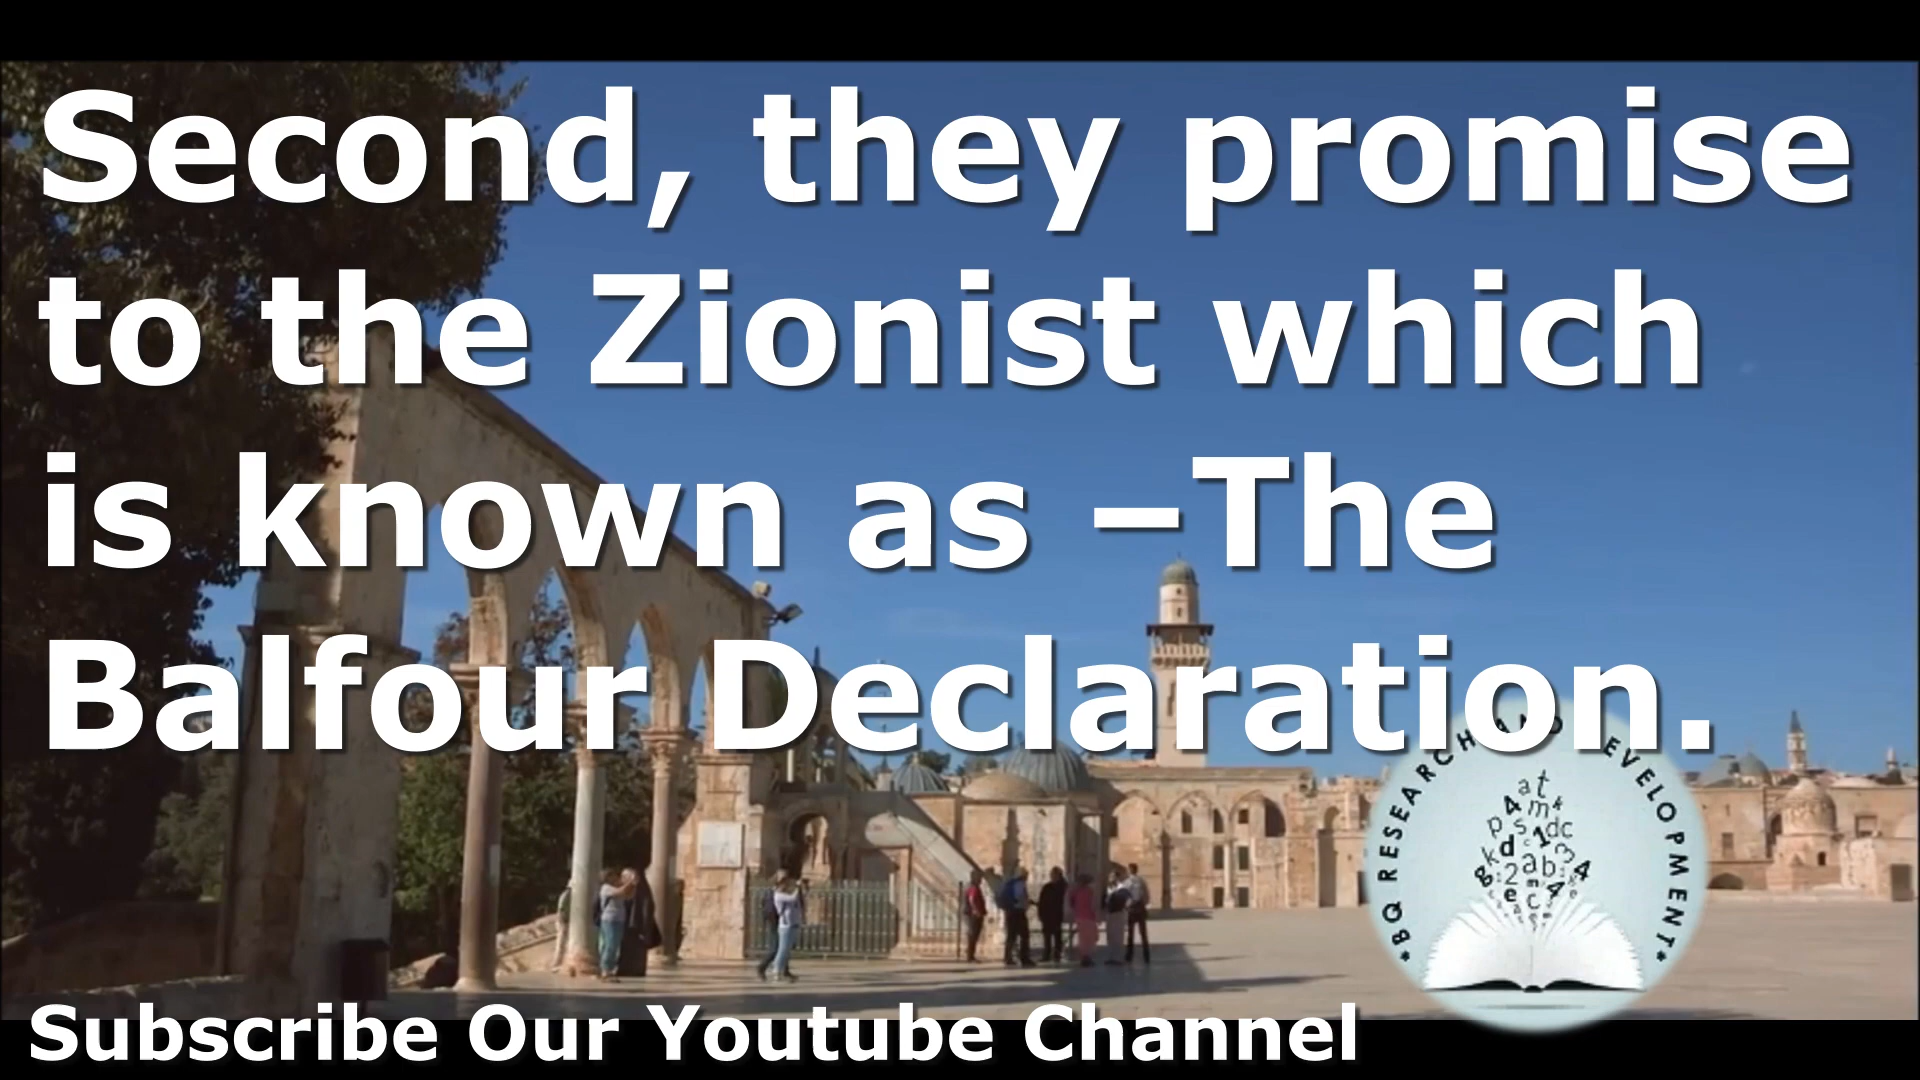 Second, they promise
to the Zionist which
is known as –The
Balfour Declaration.
*BQ RESEARCH AND DEVELOPMENT*
Subscribe Our Youtube Channel